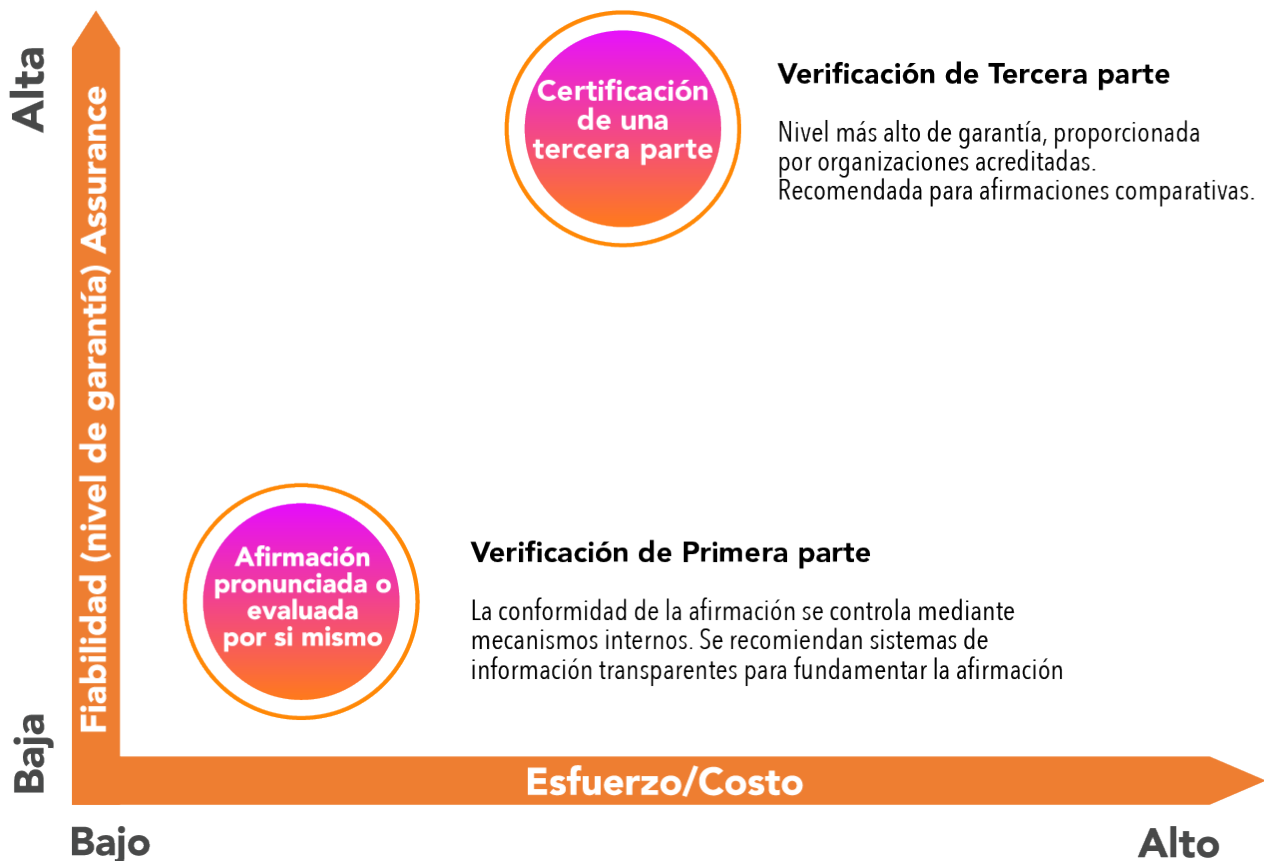 Alta
Fiabilidad (nivel de garantía) Assurance
Baja
Certificación
de una
tercera parte
Verificación de Tercera parte
Nivel más alto de garantía, proporcionada
por organizaciones acreditadas.
Recomendada para afirmaciones comparativas.
Afirmación
pronunciada o
evaluada
por si mismo
Verificación de Primera parte
La conformidad de la afirmación se controla mediante
mecanismos internos. Se recomiendan sistemas de
información transparentes para fundamentar la afirmación
Esfuerzo/Costo
Bajo
Alto